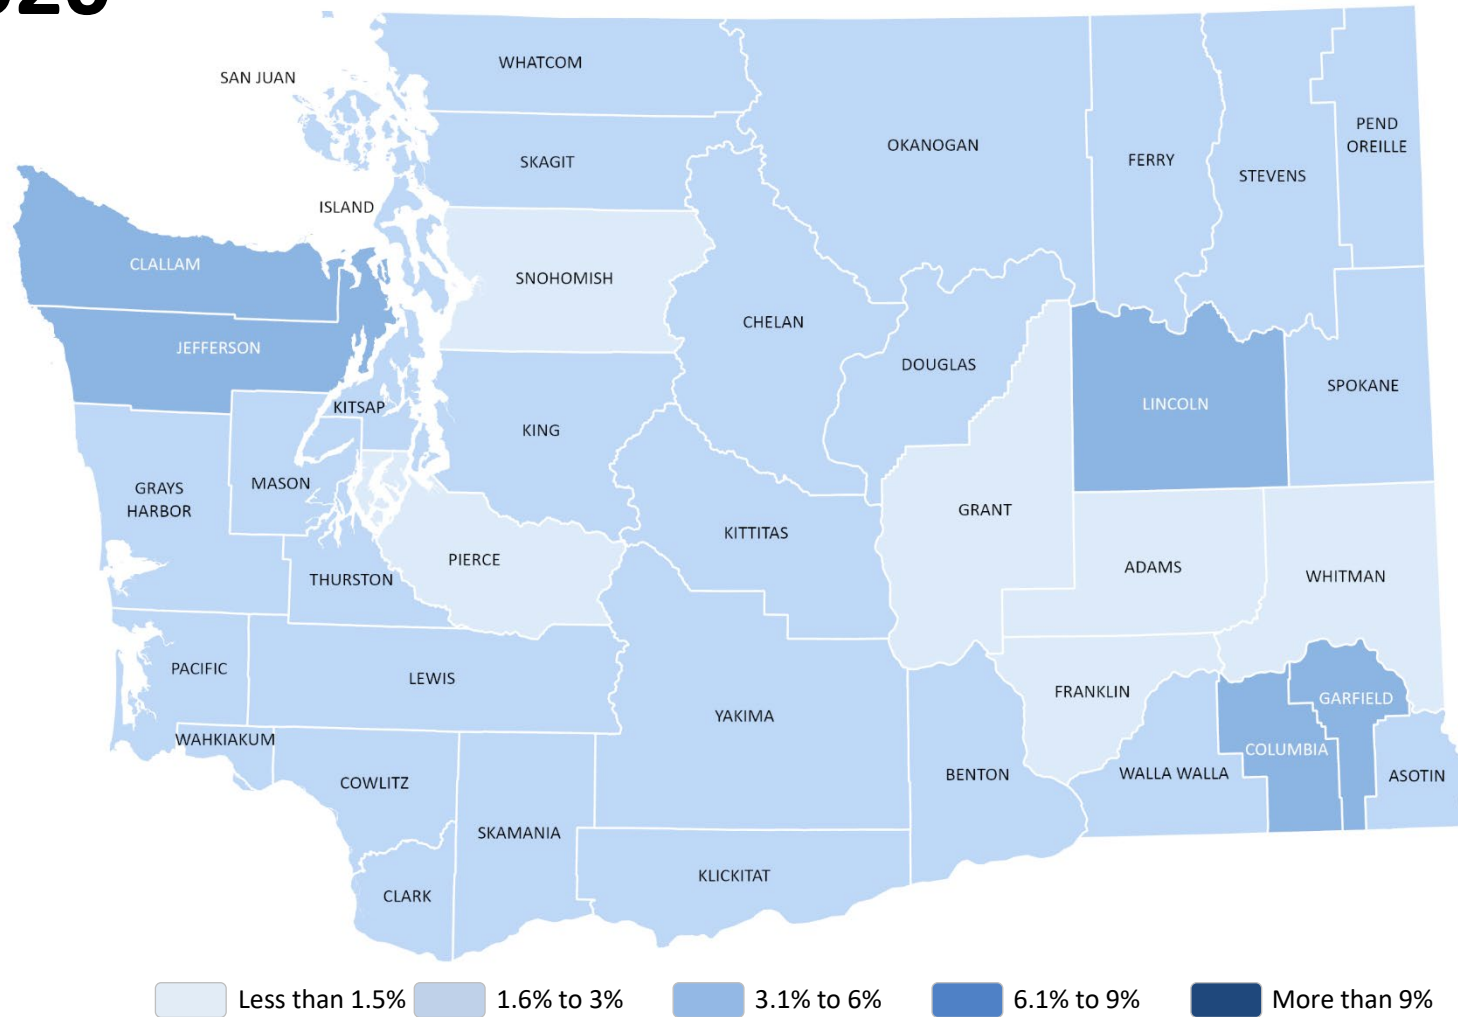 WHATCOM
SAN JUAN
PEND
OREILLE
OKANOGAN
FERRY
SKAGIT
STEVENS
ISLAND
CLALLAM
SNOHOMISH
CHELAN
JEFFERSON
DOUGLAS
SPOKANE
LINCOLN
KITSAP
KING
MASON
GRAYS
HARBOR
GRANT
KITTITAS
PIERCE
ADAMS
WHITMAN
THURSTON
PACIFIC
LEWIS
FRANKLIN
GARFIELD
YAKIMA
WAHKIAKUM
COLUMBIA
BENTON
WALLA WALLA
ASOTIN
COWLITZ
SKAMANIA
KLICKITAT
CLARK
Less than 1.5% 1.6% to 3% 3.1% to 6% 6.1% to 9% More than 9%